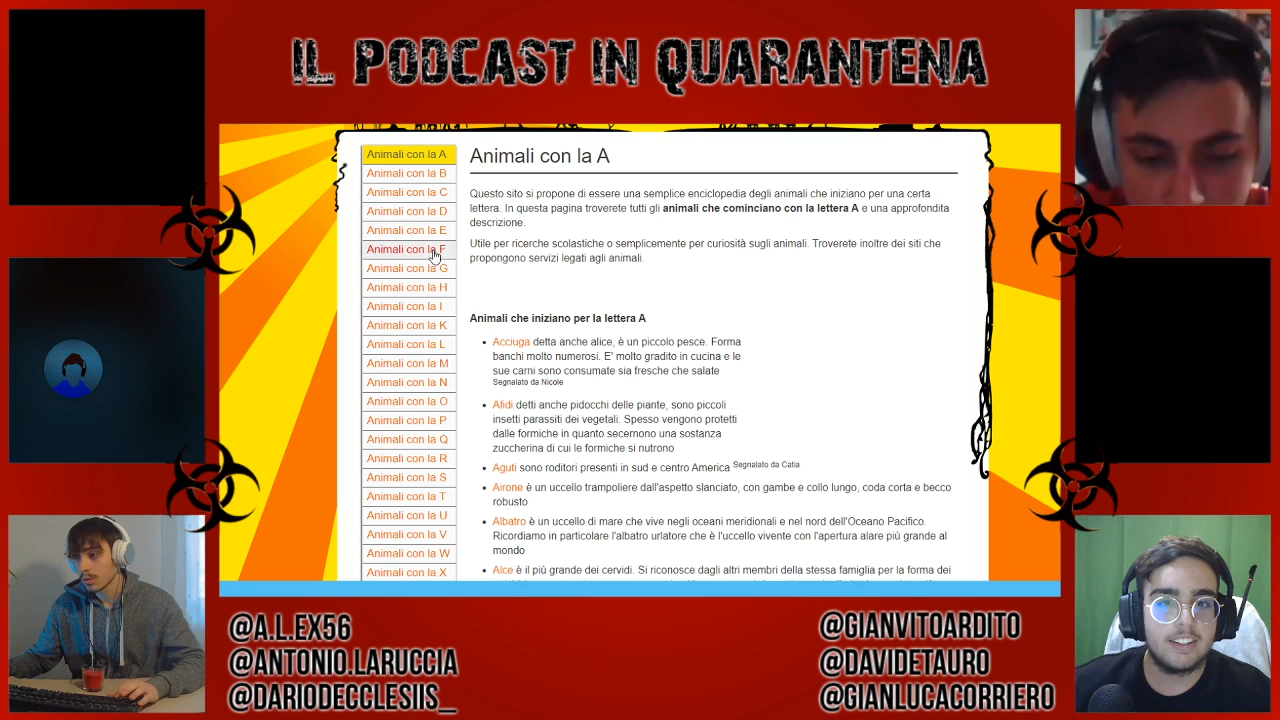 IL PODCAST IN QUARANTENA
Animali con la A
Animali con la B
Animali con la C
Animali con la D
Animali con la E
Animali con la F
Animali con la G
Animali con la H
Animali con la I
Animali con la K
Animali con la L
Animali con la M
Animali con la N
Animali con la O
Animali con la P
Animali con la Q
Animali con la R
Animali con la S
Animali con la T
Animali con la U
Animali con la V
Animali con la W
Animali con la X
Animali con la A
Questo sito si propone di essere una semplice enciclopedia degli animali che iniziano per una certa
lettera. In questa pagina troverete tutti gli animali che cominciano con la lettera A e una approfondita
descrizione.
Utile per ricerche scolastiche o semplicemente per curiosità sugli animali. Troverete inoltre dei siti che
propongono servizi legati agli animali.
Animali che iniziano per la lettera A
Acciuga detta anche alice, è un piccolo pesce. Forma
banchi molto numerosi. E' molto gradito in cucina e le
sue carni sono consumate sia fresche che salate
Segnalato da Nicole
Afidi detti anche pidocchi delle piante, sono piccoli
insetti parassiti dei vegetali. Spesso vengono protetti
dalle formiche in quanto secernono una sostanza
zuccherina di cui le formiche si nutrono
Aguti sono roditori presenti in sud e centro America Segnalato da Catia
Airone è un uccello trampoliere dall'aspetto slanciato, con gambe e collo lungo, coda corta e becco
robusto
Albatro è un uccello di mare che vive negli oceani meridionali e nel nord dell'Oceano Pacifico.
Ricordiamo in particolare l'albatro urlatore che è l'uccello vivente con l'apertura alare più grande al
mondo
Alce è il più grande dei cervidi. Si riconosce dagli altri membri della stessa famiglia per la forma dei
@A.L.EX56
@ANTONIO.LARUCCIA
@DARIODECCLESIIS_
@GIANVITOARDITO
@DAVIDETAURO
@GIANLUCACORRIERO